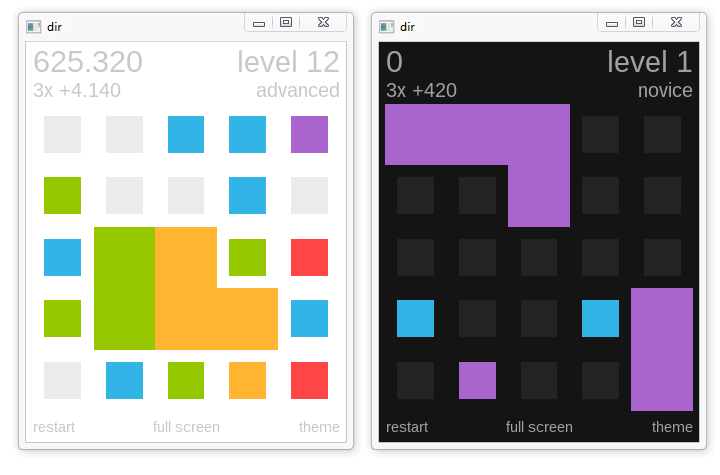 dir
625.320 level 12
3x +4.140 advanced
restart full screen theme
dir
0 level 1
3x +420 novice
restart full screen theme